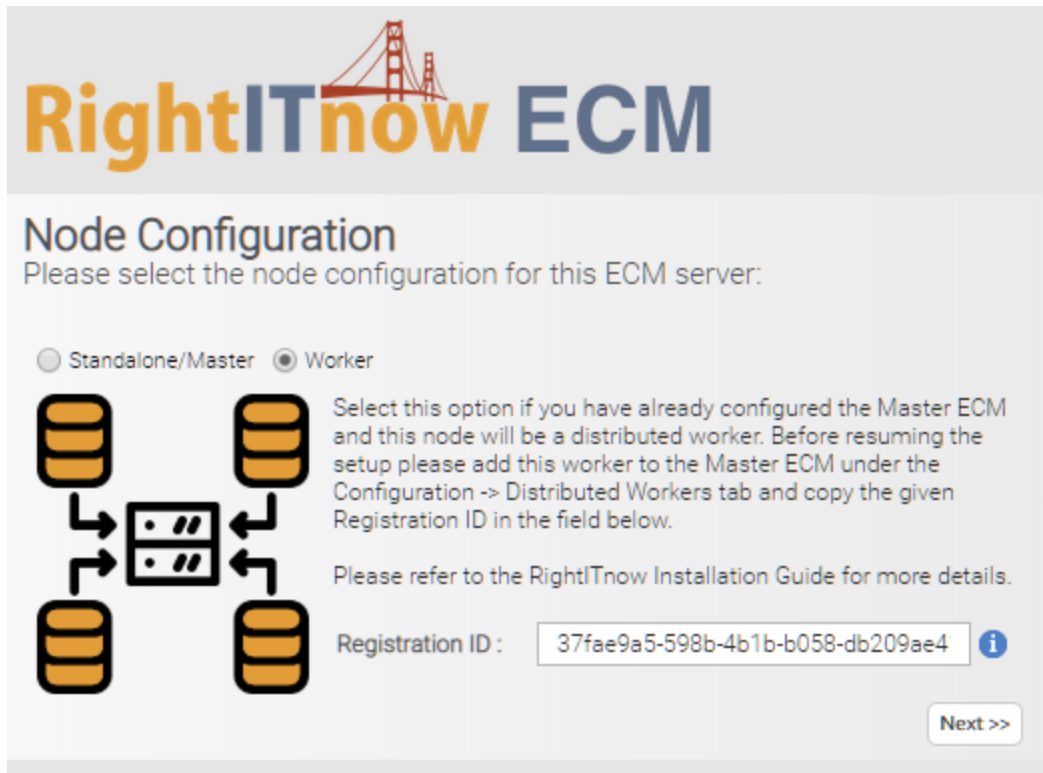 RightITnow ECM
Node Configuration
Please select the node configuration for this ECM server:
Standalone/Master Worker
Select this option if you have already configured the Master ECM
and this node will be a distributed worker. Before resuming the
setup please add this worker to the Master ECM under the
Configuration -> Distributed Workers tab and copy the given
Registration ID in the field below.
Please refer to the RightITnow Installation Guide for more details.
Registration ID : 37fae9a5-598b-4b1b-b058-db209ae4
Next >>